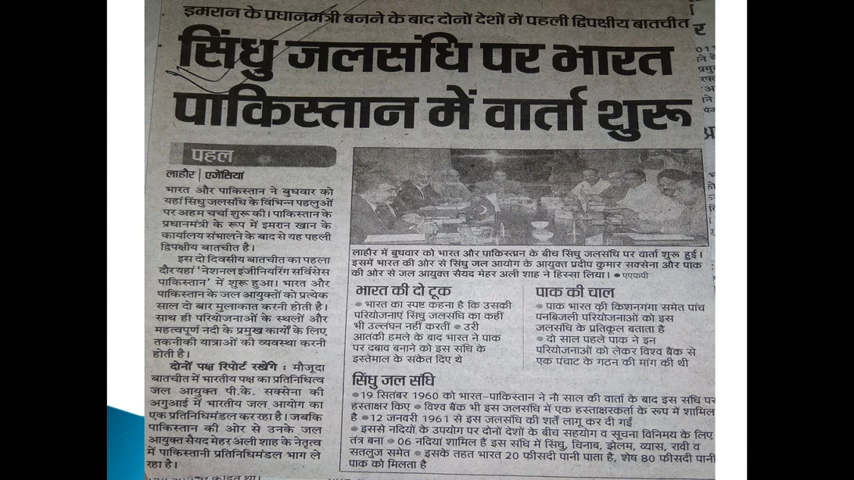 इमरान के प्रधानमंत्री बनने के बाद दोनों देशों में पहली द्विपक्षीय बातचीत
सिंधु जलसंधि पर भारत
पाकिस्तान में वार्ता शुरू
पहल
लाहौर | एजेंसियां
भारत और पाकिस्तान ने बुधवार को
यहां सिंधु जलसंधि के विभिन्न पहलुओं
पर अहम चर्चा शुरू की। पाकिस्तान के
प्रधानमंत्री के रूप में इमरान खान के
कार्यालय संभालने के बाद से यह पहली
द्विपक्षीय बातचीत है।
इस दो दिवसीय बातचीत का पहला
दौर यहां 'नेशनल इंजीनियरिंग सर्विसेस
पाकिस्तान' में शुरू हुआ। भारत और
पाकिस्तान के जल आयुक्तों को प्रत्येक
साल दो बार मुलाकात करनी होती है।
साथ ही परियोजनाओं के स्थलों और
महत्वपूर्ण नदी के प्रमुख कार्यों के लिए
तकनीकी यात्राओं की व्यवस्था करनी
होती है।
दोनों पक्ष रिपोर्ट रखेंगे : मौजूदा
बातचीत में भारतीय पक्ष का प्रतिनिधित्व
जल आयुक्त पी.के. सक्सेना की
अगुआई में भारतीय जल आयोग का
एक प्रतिनिधिमंडल कर रहा है। जबकि
पाकिस्तान की ओर से उनके जल
आयुक्त सैयद मेहर अली शाह के नेतृत्व
में पाकिस्तानी प्रतिनिधिमंडल भाग ले
रहा है।
लाहौर में बुधवार को भारत और पाकिस्तान के बीच सिंधु जलसंधि पर वार्ता शुरू हुई।
इसमें भारत की ओर से सिंधु जल आयोग के आयुक्त प्रदीप कुमार सक्सेना और पाक
की ओर से जल आयुक्त सैयद मेहर अली शाह ने हिस्सा लिया। ● एएफपी
भारत की दो टूक
● भारत का स्पष्ट कहना है कि उसकी
परियोजनाएं सिंधु जलसंधि का कहीं
भी उल्लंघन नहीं करतीं ● उरी
आतंकी हमले के बाद भारत ने पाक
पर दबाव बनाने को इस संधि के
इस्तेमाल के संकेत दिए थे
पाक की चाल
● पाक भारत की किशनगंगा समेत पांच
पनबिजली परियोजनाओं को इस
जलसंधि के प्रतिकूल बताता है
● दो साल पहले पाक ने इन
परियोजनाओं को लेकर विश्व बैंक से
एक पंचाट के गठन की मांग की थी
सिंधु जल संधि
● 19 सितंबर 1960 को भारत-पाकिस्तान ने नौ साल की वार्ता के बाद इस संधि पर
हस्ताक्षर किए ● विश्व बैंक भी इस जलसंधि में एक हस्ताक्षरकर्ता के रूप में शामिल
है ● 12 जनवरी 1961 से इस जलसंधि की शर्तें लागू कर दी गईं
● इससे नदियों के उपयोग पर दोनों देशों के बीच सहयोग व सूचना विनिमय के लिए
तंत्र बना ● 06 नदियां शामिल हैं इस संधि में सिंधु, चिनाब, झेलम, व्यास, रावी व
सतलुज समेत ● इसके तहत भारत 20 फीसदी पानी पाता है, शेष 80 फीसदी पानी
पाक को मिलता है